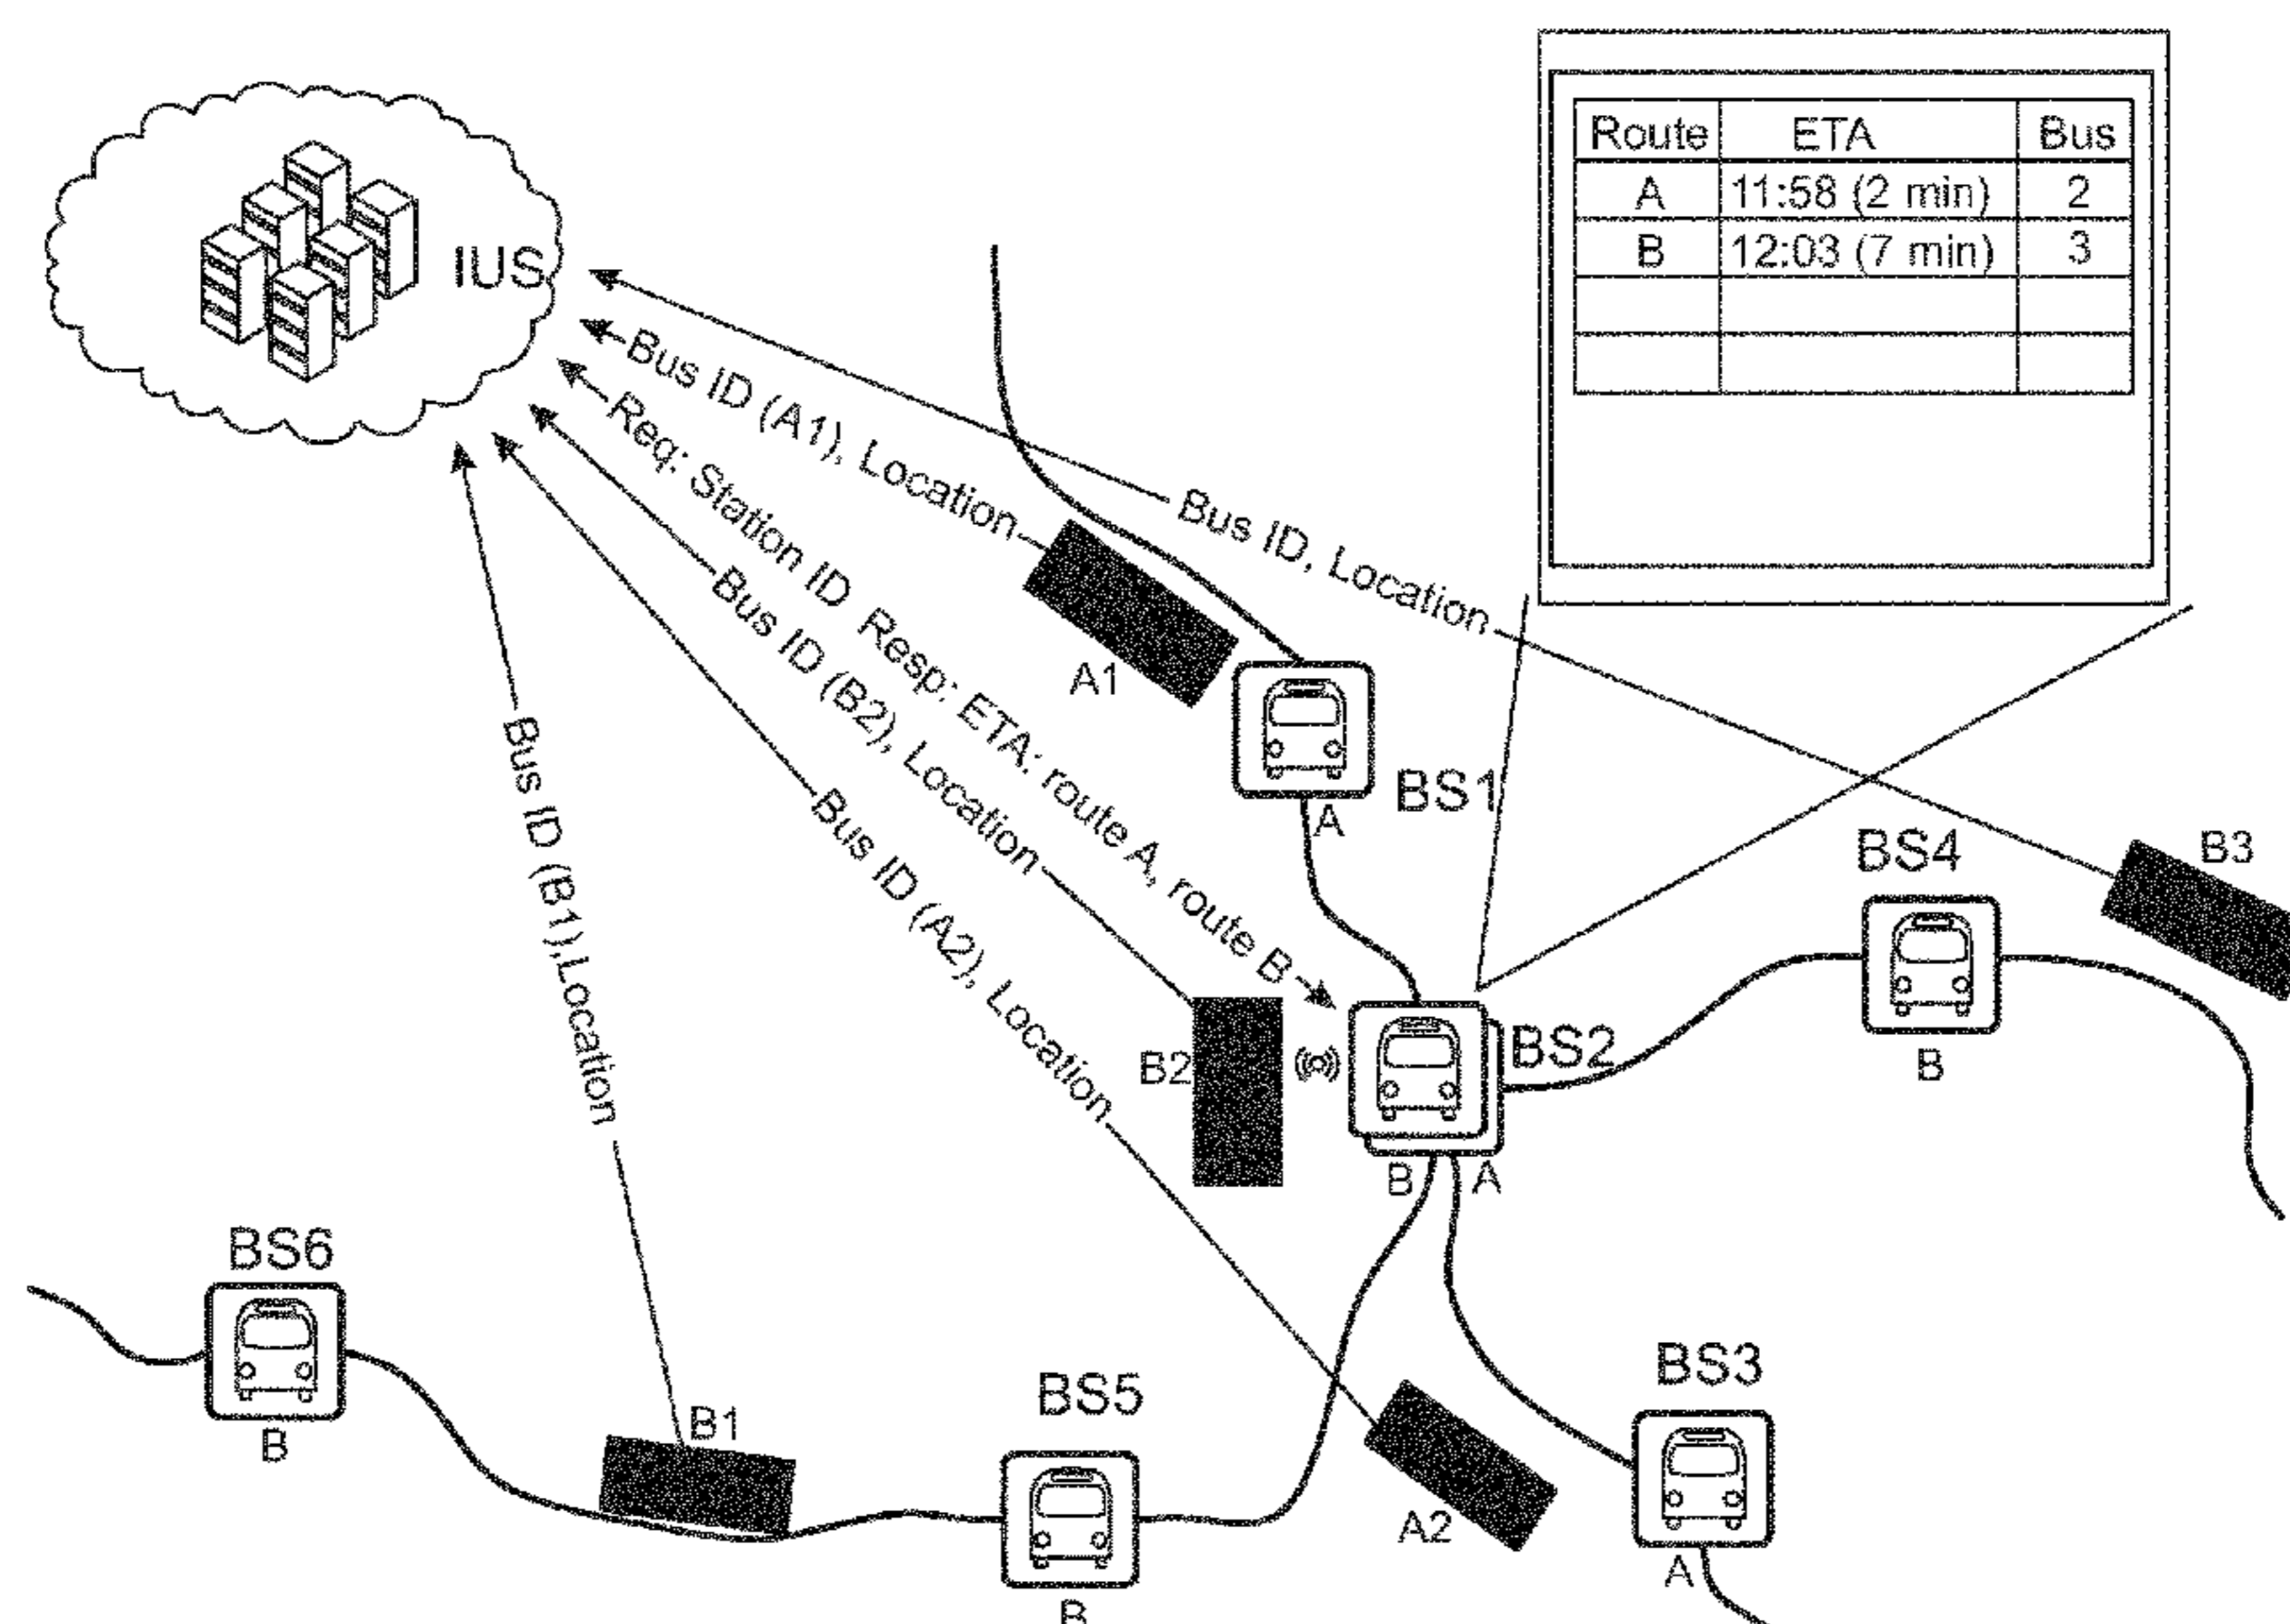 IUS
Route ETA Bus
A 11:58 (2 min) 2
B 12:03 (7 min) 3
Bus ID, Location
Bus ID (A1), Location
Req: Station ID Resp: ETA: route A, route B
Bus ID (B2), Location
Bus ID (A2), Location
Bus ID (B1),Location
A1
BS1
A
BS4
B
B3
B2
BS2
B A
BS6
B
B1
BS5
B
A2
BS3
A